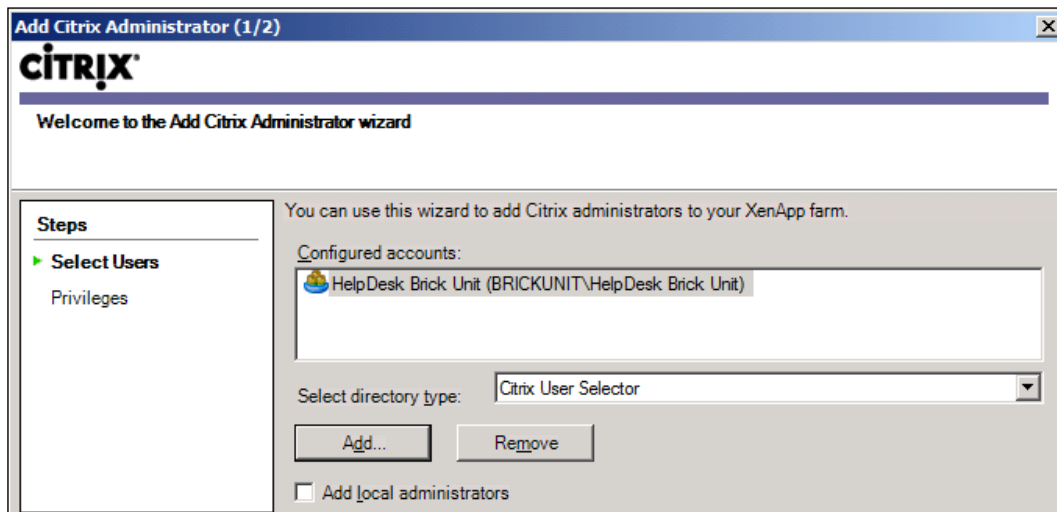 Add Citrix Administrator (1/2)
CITRIX
Welcome to the Add Citrix Administrator wizard
Steps
Select Users
Privileges
You can use this wizard to add Citrix administrators to your XenApp farm.
Configured accounts:
HelpDesk Brick Unit (BRICKUNIT\HelpDesk Brick Unit)
Select directory type:
Citrix User Selector
Add...
Remove
Add local administrators